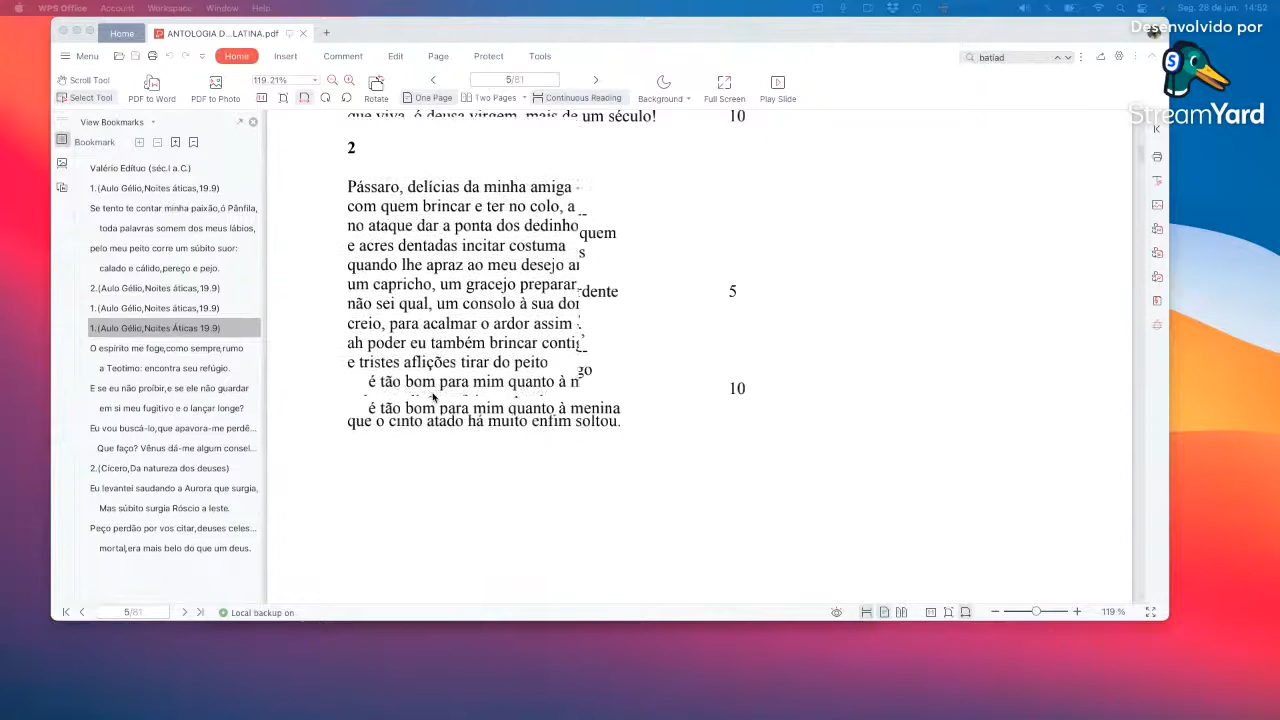 WPS Office Account Workspace Window Help Seg. 28 de jun. 14:52
Desenvolvido por
StreamYard
Home ANTOLOGIA D...LATINA.pdf
Menu Home Insert Comment Edit Page Protect Tools batiad
Scroll Tool 119.21% 5/81
Select Tool PDF to Word PDF to Photo Rotate One Page Two Pages Continuous Reading Background Full Screen Play Slide
View Bookmarks
Bookmark
Valério Edítuo (séc.I a.C.)
1.(Aulo Gélio,Noites áticas,19.9)
Se tento te contar minha paixão,ó Pânfila,
toda palavras somem dos meus lábios,
pelo meu peito corre um súbito suor:
calado e cálido,pereço e pejo.
2.(Aulo Gélio,Noites áticas,19.9)
1.(Aulo Gélio,Noites áticas,19.9)
1.(Aulo Gélio,Noites Áticas 19.9)
O espírito me foge,como sempre,rumo
a Teotimo: encontra seu refúgio.
E se eu não proibir,e se ele não guardar
em si meu fugitivo e o lançar longe?
Eu vou buscá-lo,que apavora-me perdê...
Que faço? Vênus dá-me algum consel...
2.(Cícero,Da natureza dos deuses)
Eu levantei saudando a Aurora que surgia,
Mas súbito surgia Róscio a leste.
Peço perdão por vos citar,deuses celes...
mortal,era mais belo do que um deus.
que viva, ó deusa virgem, mais de um século! 10
2
Pássaro, delícias da minha amiga
com quem brincar e ter no colo, a
no ataque dar a ponta dos dedinho
quem
e acres dentadas incitar costuma s
quando lhe apraz ao meu desejo
um capricho, um gracejo preparar
dente 5
não sei qual, um consolo à sua
creio, para acalmar o ardor assim
ah poder eu também brincar
e tristes aflições tirar do peito
go
é tão bom para mim quanto à
10
é tão bom para mim quanto à menina
que o cinto atado há muito enfim soltou.
5/81 Local backup on 119 %